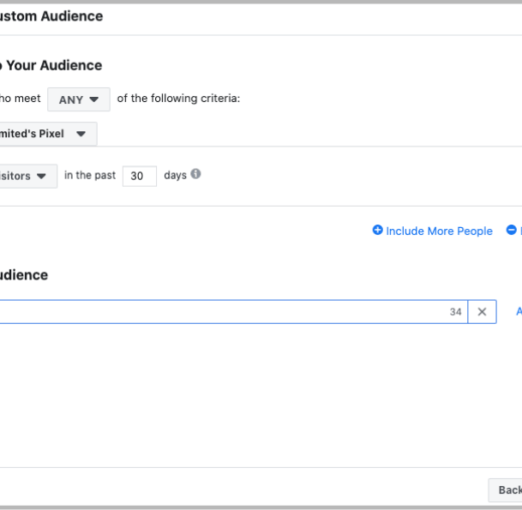 ustom Audience
o Your Audience
ho meet ANY of the following criteria:
mited's Pixel
isitors in the past 30 days
Include More People
udience
34
A
Back